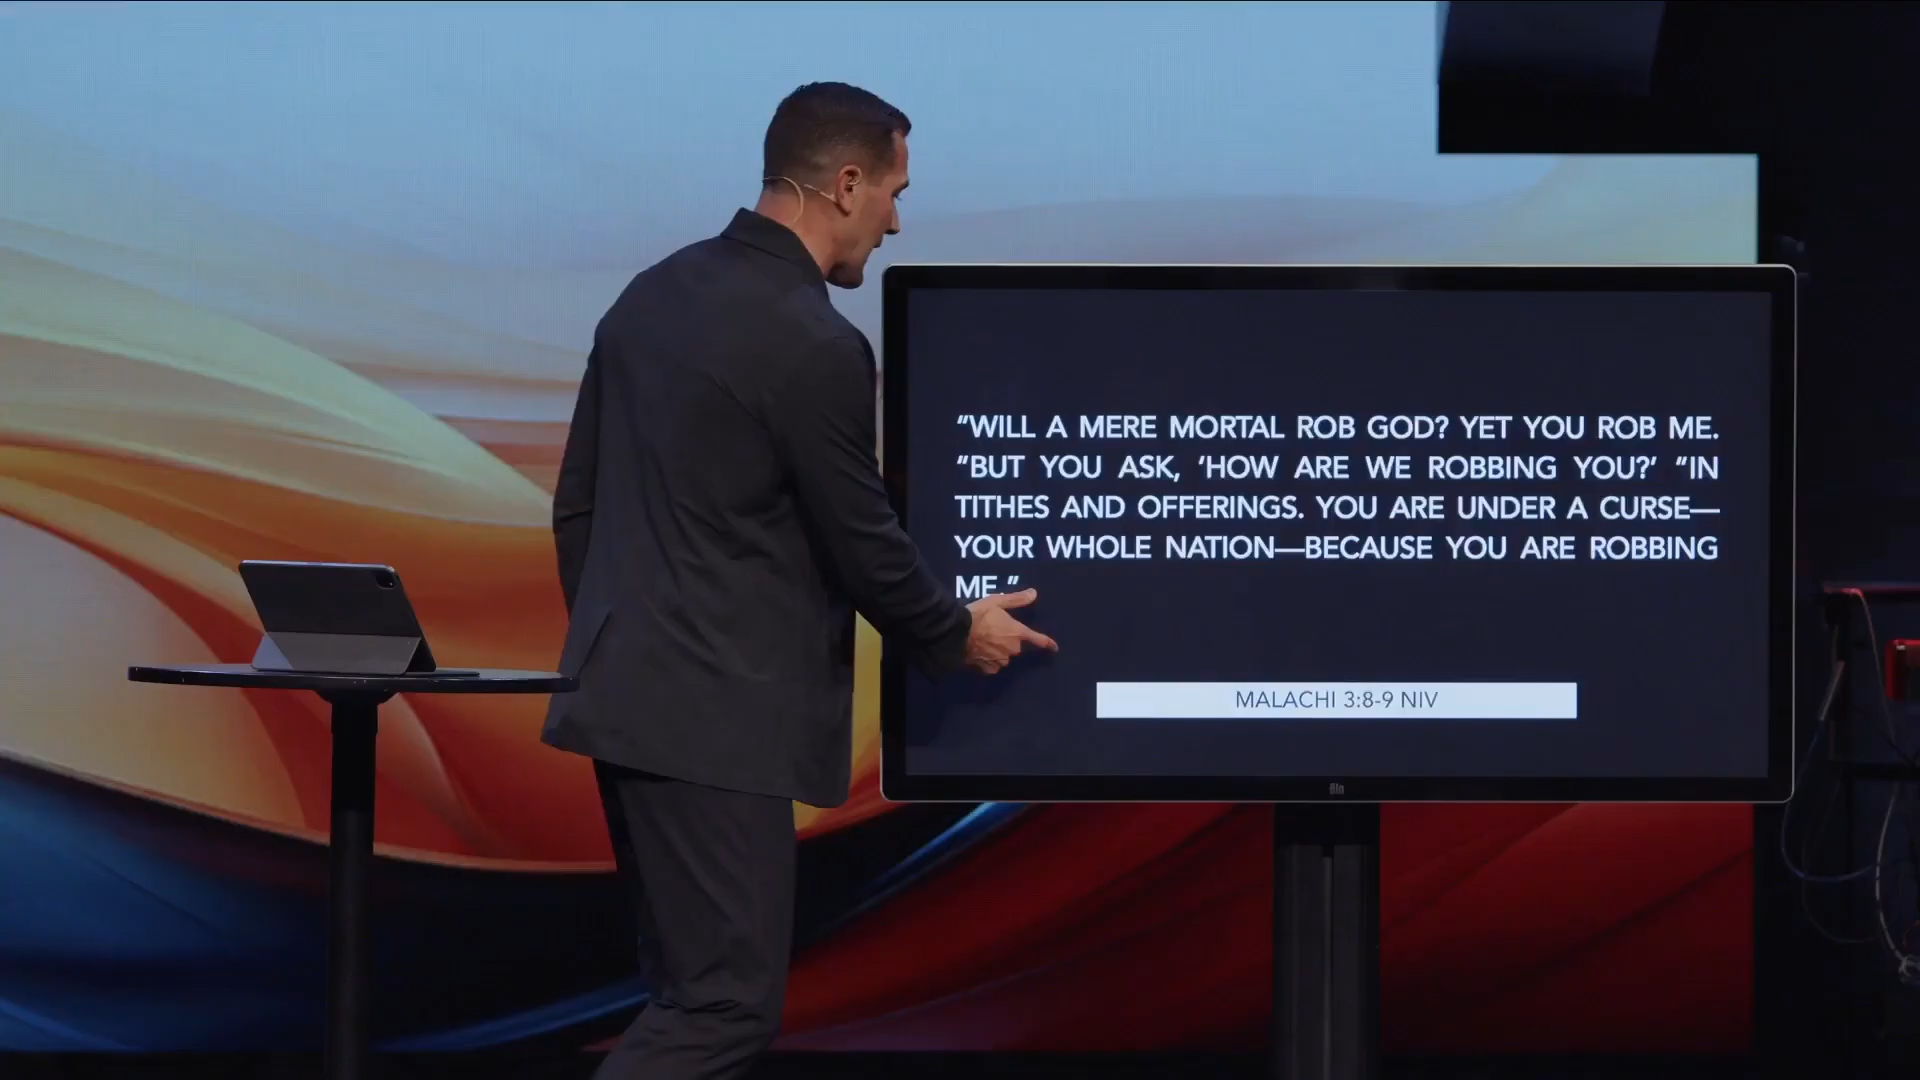 “WILL A MERE MORTAL ROB GOD? YET YOU ROB ME.
“BUT YOU ASK, ‘HOW ARE WE ROBBING YOU?’ “IN
TITHES AND OFFERINGS. YOU ARE UNDER A CURSE—
YOUR WHOLE NATION—BECAUSE YOU ARE ROBBING
ME.”
MALACHI 3:8-9 NIV
elo